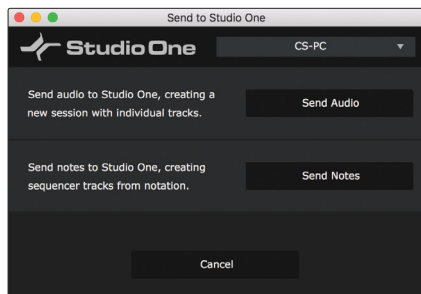 Send to Studio One
Studio One
CS-PC
Send audio to Studio One, creating a
new session with individual tracks.
Send Audio
Send notes to Studio One, creating
sequencer tracks from notation.
Send Notes
Cancel